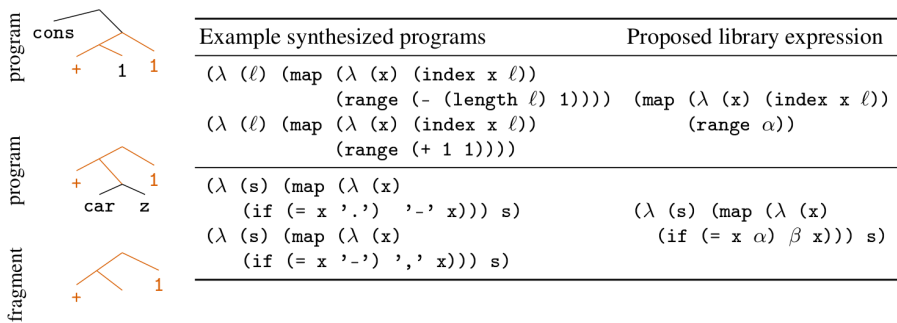 program
cons
+ 1 1
program
+ 1
car z
fragment
+ 1
Example synthesized programs Proposed library expression
(λ (ℓ) (map (λ (x) (index x ℓ))
(range (- (length ℓ) 1))))
(λ (ℓ) (map (λ (x) (index x ℓ))
(range (+ 1 1))))
(map (λ (x) (index x ℓ))
(range α))
(λ (s) (map (λ (x)
(if (= x '.') '-' x))) s)
(λ (s) (map (λ (x)
(if (= x '-') ',' x))) s)
(λ (s) (map (λ (x)
(if (= x α) β x))) s)